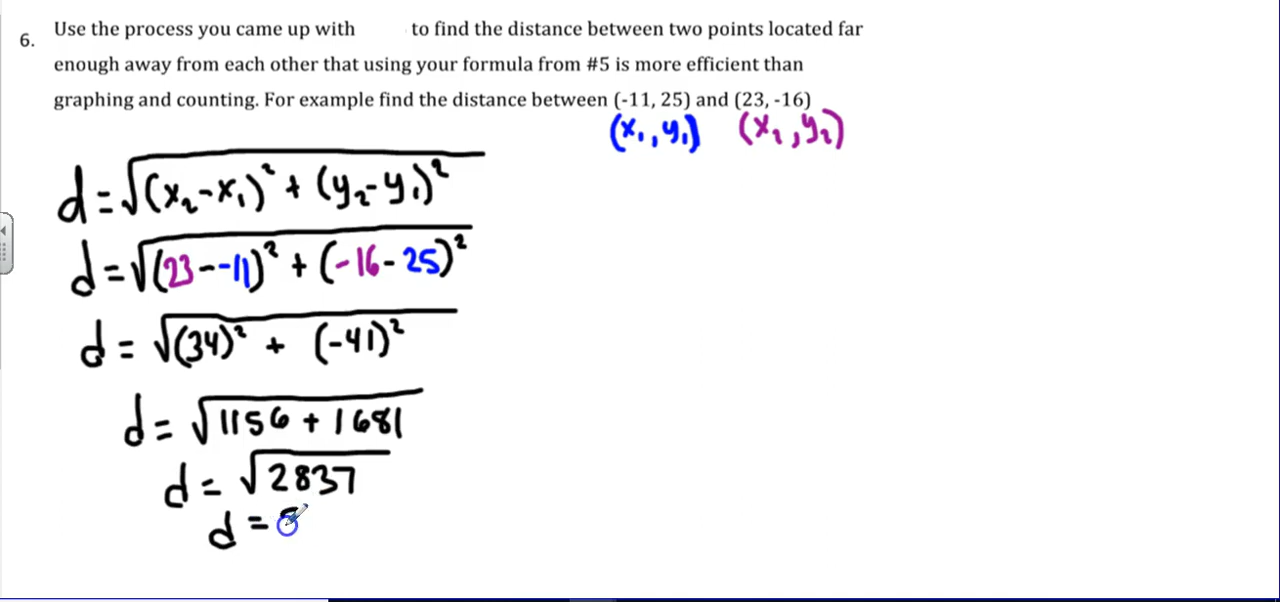 6. Use the process you came up with to find the distance between two points located far
enough away from each other that using your formula from #5 is more efficient than
graphing and counting. For example find the distance between (-11, 25) and (23, -16)
(x₁, y₁) (x₂, y₂)
d = √(x₂-x₁)² + (y₂-y₁)²
d = √(23--11)² + (-16-25)²
d = √(34)² + (-41)²
d = √1156 + 1681
d = √2837
d =